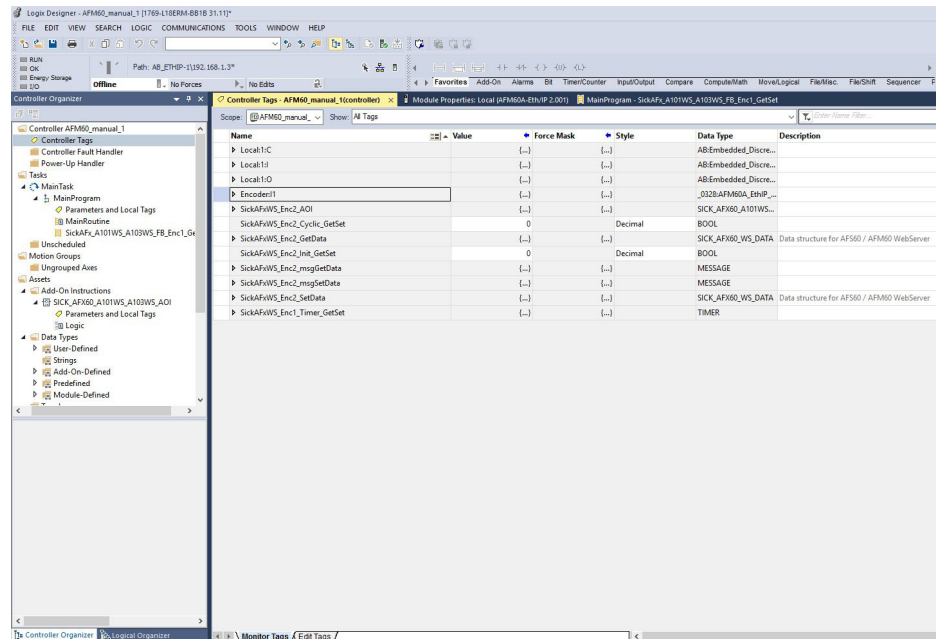 Logix Designer - AFM60_manual_1 [1769-L18ERM-BB1B 31.11]*
FILE EDIT VIEW SEARCH LOGIC COMMUNICATIONS TOOLS WINDOW HELP
RUN
OK
Energy Storage
I/O
Path: AB_ETHIP-1\192.168.1.3*
Offline No Forces No Edits
Favorites Add-On Alarms Bit Timer/Counter Input/Output Compare Compute/Math Move/Logical File/Misc. File/Shift Sequencer
Controller Organizer
Controller Tags - AFM60_manual_1(controller) Module Properties: Local (AFM60A-Eth/IP 2.001) MainProgram - SickAFx_A101WS_A103WS_FB_Enc1_GetSet
Scope: AFM60_manual_ Show: All Tags Enter Name Filter...
Controller AFM60_manual_1
Controller Tags
Controller Fault Handler
Power-Up Handler
Tasks
MainTask
MainProgram
Parameters and Local Tags
MainRoutine
SickAFx_A101WS_A103WS_FB_Enc1_Ge
Unscheduled
Motion Groups
Ungrouped Axes
Assets
Add-On Instructions
SICK_AFX60_A101WS_A103WS_AOI
Parameters and Local Tags
Logic
Data Types
User-Defined
Strings
Add-On-Defined
Predefined
Module-Defined
Name Value Force Mask Style Data Type Description
Local:1:C {...} {...} AB:Embedded_Discre...
Local:1:I {...} {...} AB:Embedded_Discre...
Local:1:O {...} {...} AB:Embedded_Discre...
Encoder:I1 {...} {...} _0328:AFM60A_EthIP_...
SickAFxWS_Enc2_AOI {...} {...} SICK_AFX60_A101WS...
SickAFxWS_Enc2_Cyclic_GetSet 0 Decimal BOOL
SickAFxWS_Enc2_GetData {...} {...} SICK_AFX60_WS_DATA Data structure for AFS60 / AFM60 WebServer
SickAFxWS_Enc2_Init_GetSet 0 Decimal BOOL
SickAFxWS_Enc2_msgGetData {...} {...} MESSAGE
SickAFxWS_Enc2_msgSetData {...} {...} MESSAGE
SickAFxWS_Enc2_SetData {...} {...} SICK_AFX60_WS_DATA Data structure for AFS60 / AFM60 WebServer
SickAFxWS_Enc1_Timer_GetSet {...} {...} TIMER
Controller Organizer Logical Organizer
Monitor Tags Edit Tags